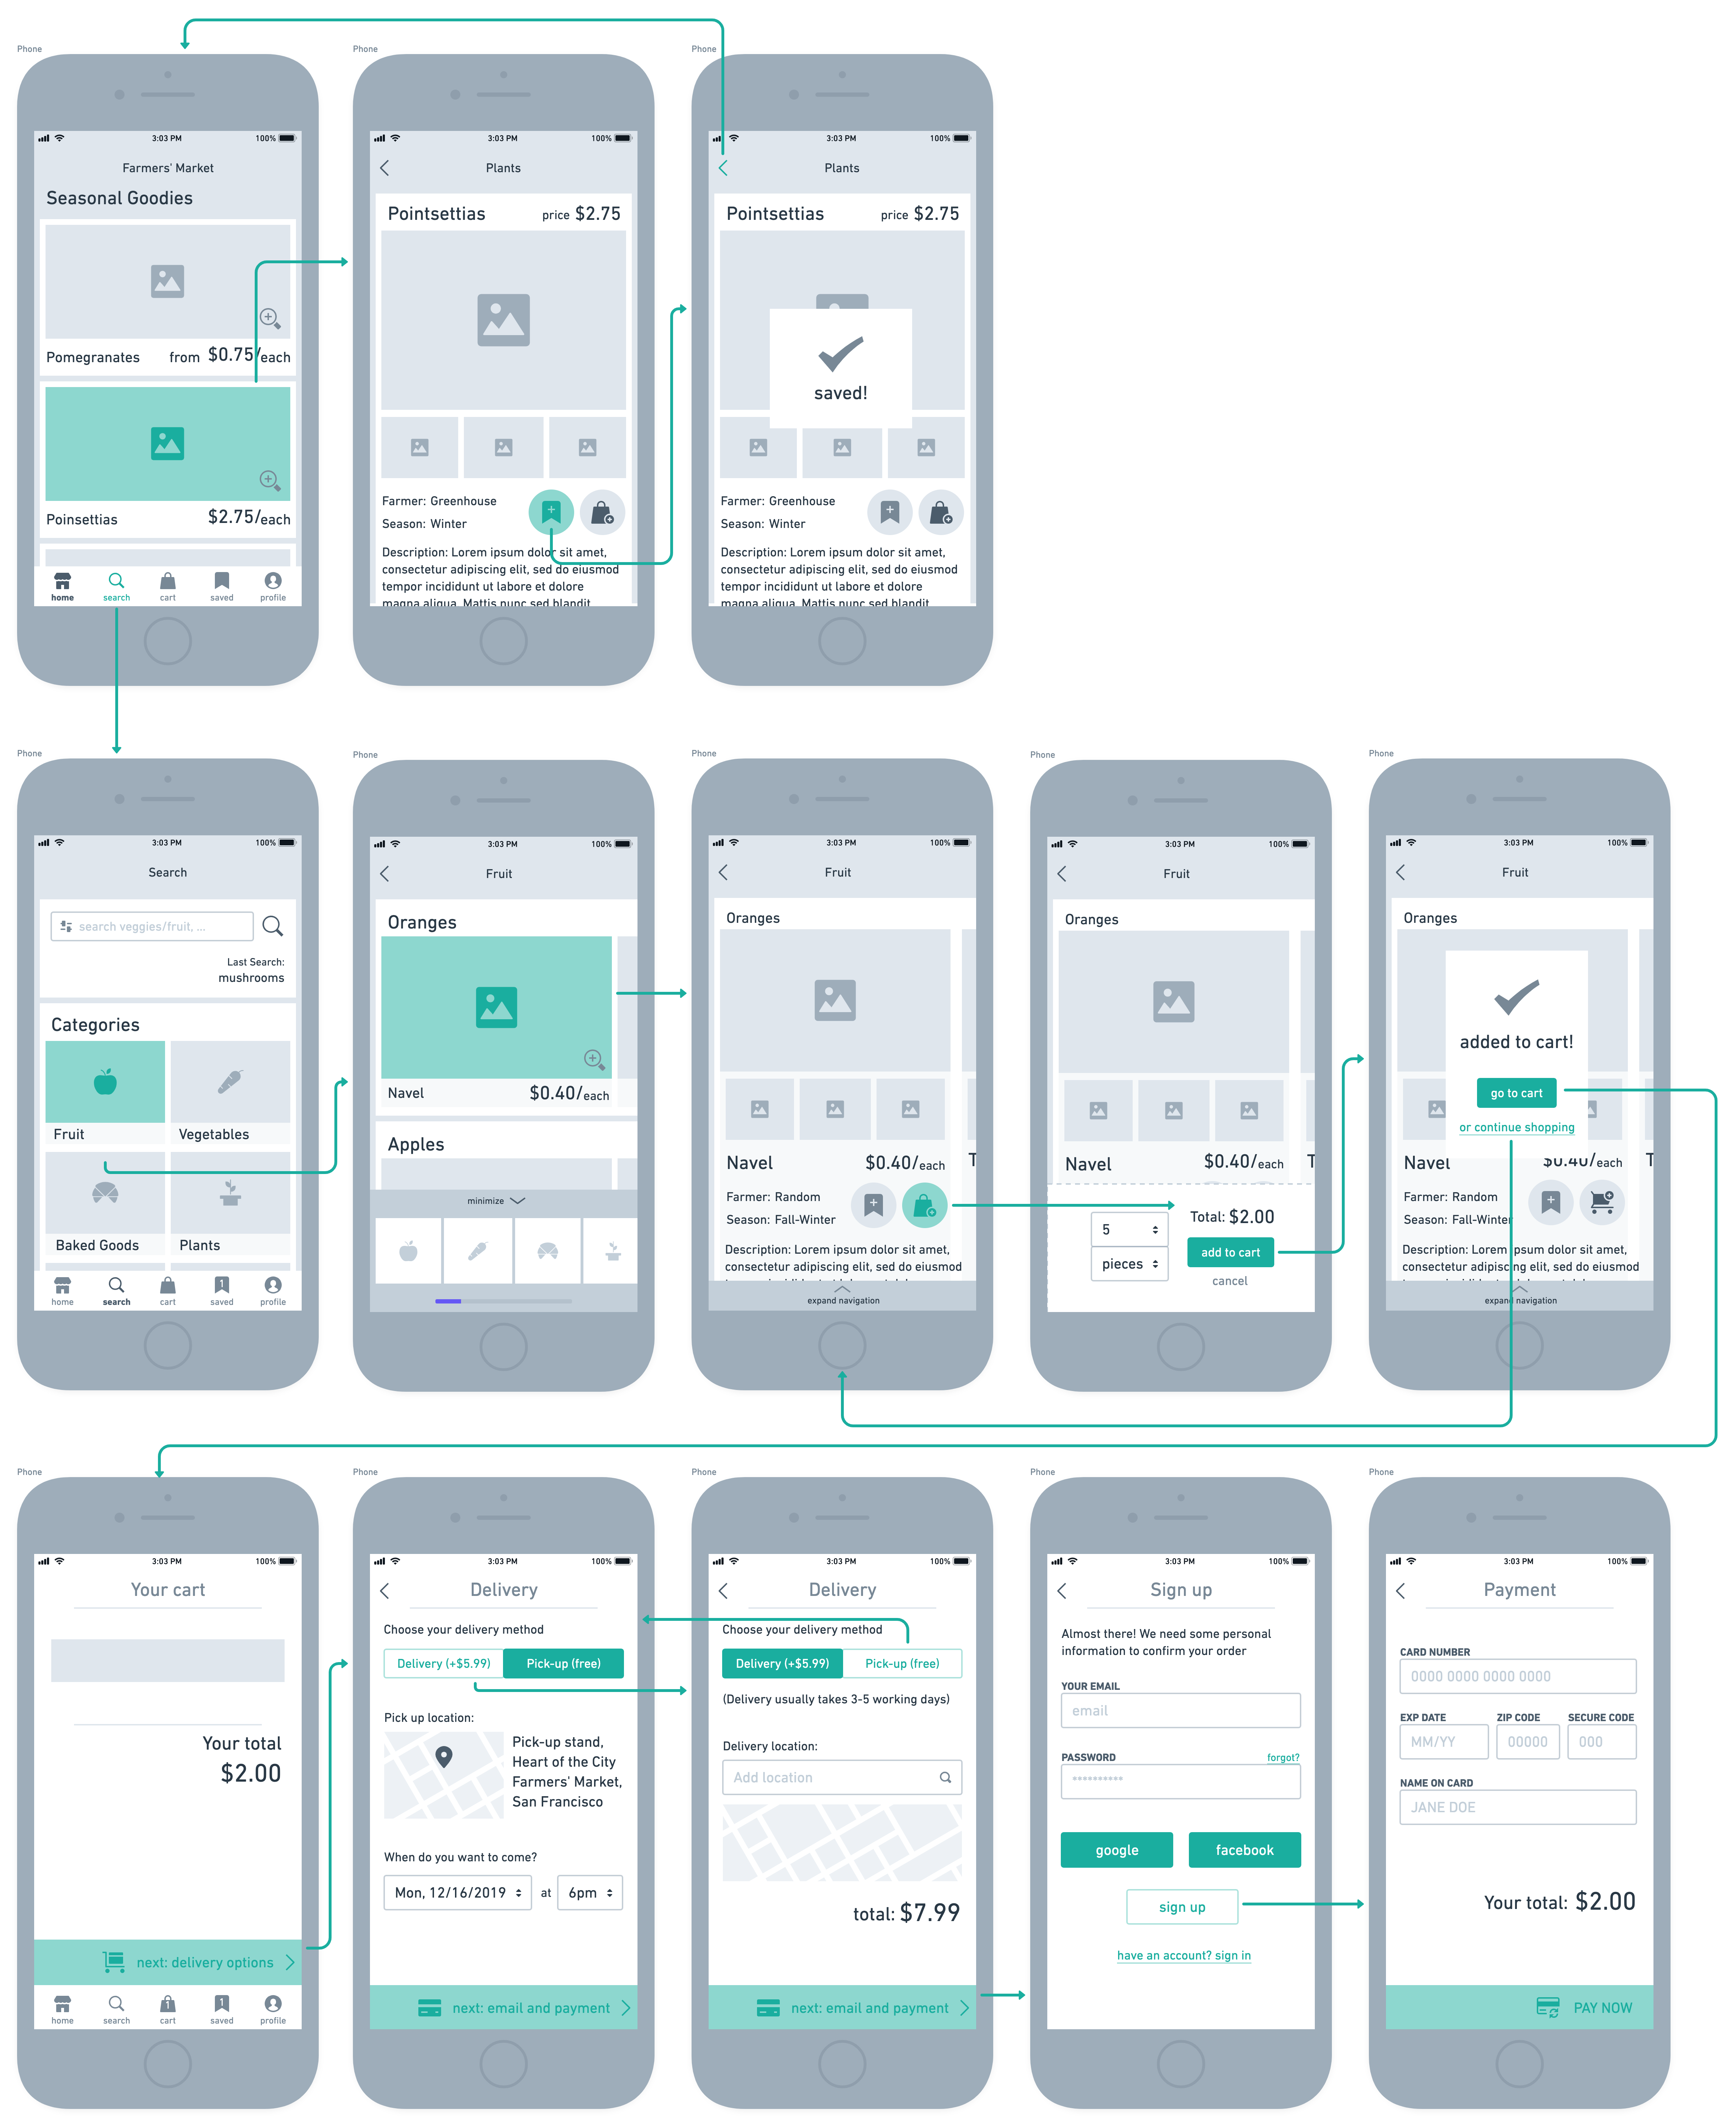 Phone
3:03 PM 100%
Farmers' Market
Seasonal Goodies
Pomegranates from $0.75/each
Poinsettias $2.75/each
home search cart saved profile
Phone
3:03 PM 100%
Plants
Pointsettias price $2.75
Farmer: Greenhouse
Season: Winter
Description: Lorem ipsum dolor sit amet,
consectetur adipiscing elit, sed do eiusmod
tempor incididunt ut labore et dolore
magna aliqua. Mattis nunc sed blandit
Phone
3:03 PM 100%
Plants
Pointsettias price $2.75
saved!
Farmer: Greenhouse
Season: Winter
Description: Lorem ipsum dolor sit amet,
consectetur adipiscing elit, sed do eiusmod
tempor incididunt ut labore et dolore
magna aliqua. Mattis nunc sed blandit
Phone
3:03 PM 100%
Search
search veggies/fruit, ...
Last Search:
mushrooms
Categories
Fruit Vegetables
Baked Goods Plants
1
home search cart saved profile
Phone
3:03 PM 100%
Fruit
Oranges
Navel $0.40/each
Apples
minimize
Phone
3:03 PM 100%
Fruit
Oranges
Navel $0.40/each T
Farmer: Random
Season: Fall-Winter
Description: Lorem ipsum dolor sit amet,
consectetur adipiscing elit, sed do eiusmod
expand navigation
Phone
3:03 PM 100%
Fruit
Oranges
Navel $0.40/each T
5 Total: $2.00
pieces add to cart
cancel
Phone
3:03 PM 100%
Fruit
Oranges
added to cart!
go to cart
or continue shopping
Navel $0.40/each T
Farmer: Random
Season: Fall-Winter
Description: Lorem ipsum dolor sit amet,
consectetur adipiscing elit, sed do eiusmod
expand navigation
Phone
3:03 PM 100%
Your cart
Your total
$2.00
next: delivery options
1 1
home search cart saved profile
Phone
3:03 PM 100%
Delivery
Choose your delivery method
Delivery (+$5.99) Pick-up (free)
Pick up location:
Pick-up stand,
Heart of the City
Farmers' Market,
San Francisco
When do you want to come?
Mon, 12/16/2019 at 6pm
next: email and payment
Phone
3:03 PM 100%
Delivery
Choose your delivery method
Delivery (+$5.99) Pick-up (free)
(Delivery usually takes 3-5 working days)
Delivery location:
Add location
total: $7.99
next: email and payment
Phone
3:03 PM 100%
Sign up
Almost there! We need some personal
information to confirm your order
YOUR EMAIL
email
PASSWORD forgot?
**********
google facebook
sign up
have an account? sign in
Phone
3:03 PM 100%
Payment
CARD NUMBER
0000 0000 0000 0000
EXP DATE ZIP CODE SECURE CODE
MM/YY 00000 000
NAME ON CARD
JANE DOE
Your total: $2.00
PAY NOW